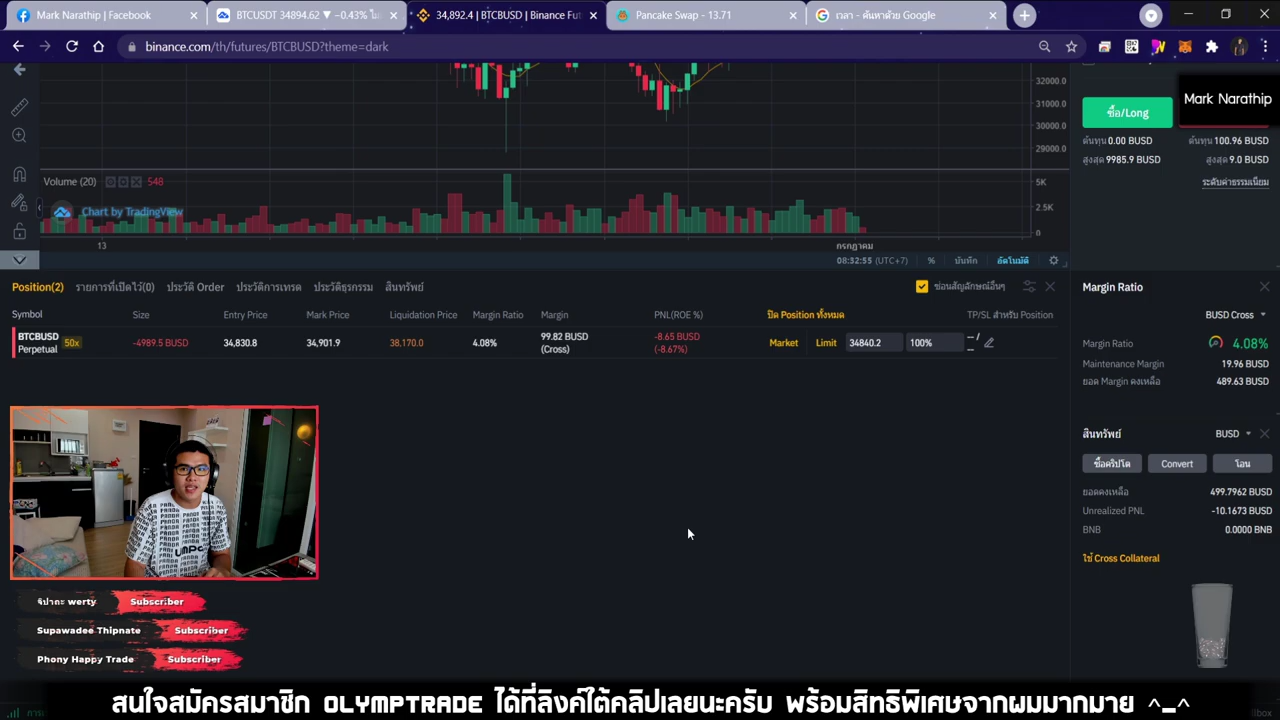 Mark Narathip | Facebook
BTCUSDT 34894.62 ▼ −0.43% ไม่
34,892.4 | BTCBUSD | Binance Fut
Pancake Swap - 13.71
เวลา - ค้นหาด้วย Google
binance.com/th/futures/BTCBUSD?theme=dark
32000.0
31000.0
30000.0
29000.0
Mark Narathip
ซื้อ/Long
ต้นทุน 0.00 BUSD
ต้นทุน 100.96 BUSD
สูงสุด 9985.9 BUSD
สูงสุด 9.0 BUSD
ระดับค่าธรรมเนียม
Volume (20)
548
5K
2.5K
0
Chart by TradingView
13
กรกฎาคม
08:32:55 (UTC+7)
%
บันทึก
อัตโนมัติ
Position(2)
รายการที่เปิดไว้(0)
ประวัติ Order
ประวัติการเทรด
ประวัติธุรกรรม
สินทรัพย์
ซ่อนสัญลักษณ์อื่นๆ
Symbol
Size
Entry Price
Mark Price
Liquidation Price
Margin Ratio
Margin
PNL(ROE %)
ปิด Position ทั้งหมด
TP/SL สำหรับ Position
BTCBUSD
Perpetual
50x
-4989.5 BUSD
34,830.8
34,901.9
38,170.0
4.08%
99.82 BUSD
(Cross)
-8.65 BUSD
(-8.67%)
Market
Limit
34840.2
100%
-- /
--
Margin Ratio
BUSD Cross
Margin Ratio
4.08%
Maintenance Margin
19.96 BUSD
ยอด Margin คงเหลือ
489.63 BUSD
สินทรัพย์
BUSD
ซื้อคริปโต
Convert
โอน
ยอดคงเหลือ
499.7962 BUSD
Unrealized PNL
-10.1673 BUSD
BNB
0.0000 BNB
ใช้ Cross Collateral
จิปาถะ werty
Subscriber
Supawadee Thipnate
Subscriber
Phony Happy Trade
Subscriber
สนใจสมัครสมาชิก OLYMPTRADE ได้ที่ลิงค์ใต้คลิปเลยนะครับ พร้อมสิทธิพิเศษจากผมมากมาย ^_^